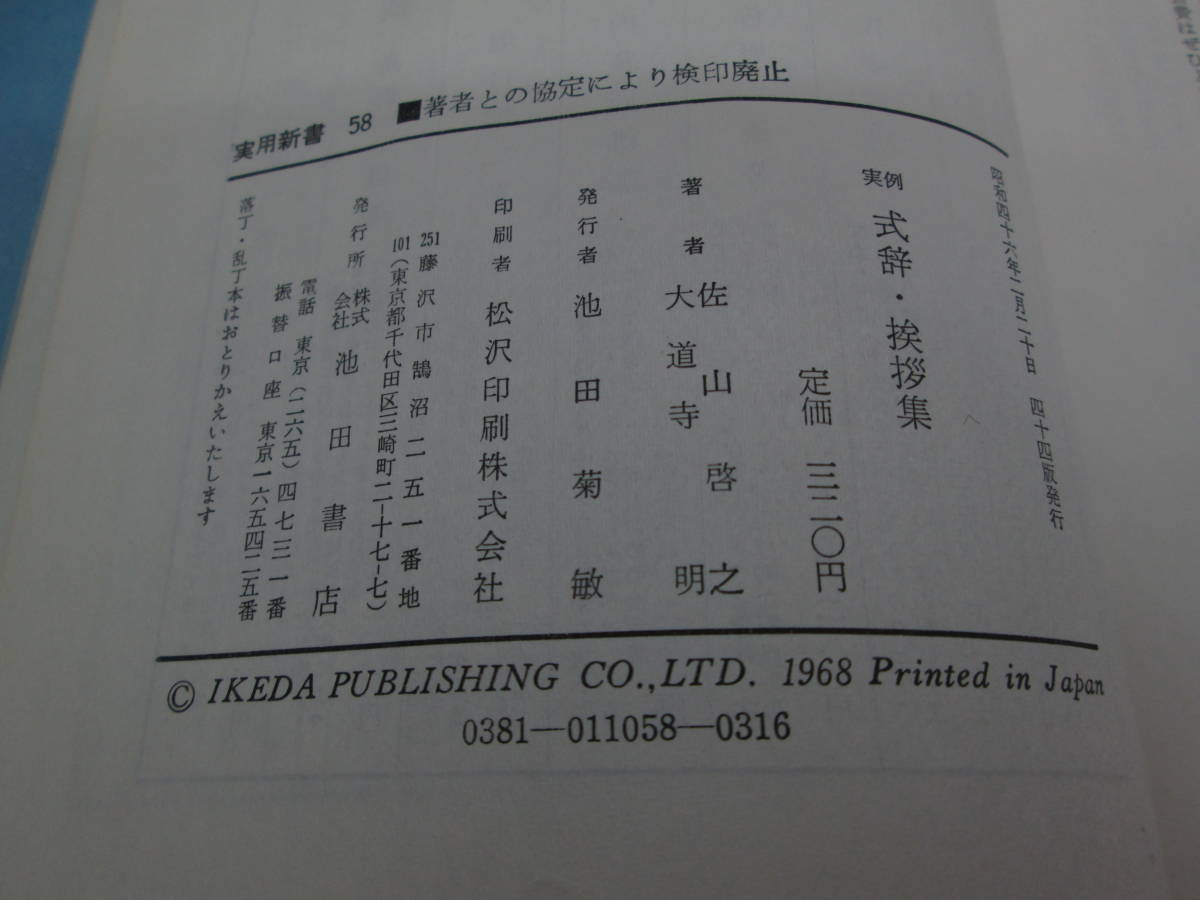 実用新書 58 ■著者との協定により検印廃止
昭和四十六年二月二十日 四十四版発行
実例 式辞・挨拶集
定価 三二〇円
著者 佐山啓之
大道寺明
発行者 池田菊敏
印刷者 松沢印刷株式会社
251藤沢市鵠沼二五一番地
101(東京都千代田区三崎町二-十七-七)
発行所 株式会社 池田書店
電話 東京(二六五)四七三一番
振替口座 東京一六五四二五番
落丁・乱丁本はおとりかえいたします
© IKEDA PUBLISHING CO.,LTD. 1968 Printed in Japan
0381―011058―0316